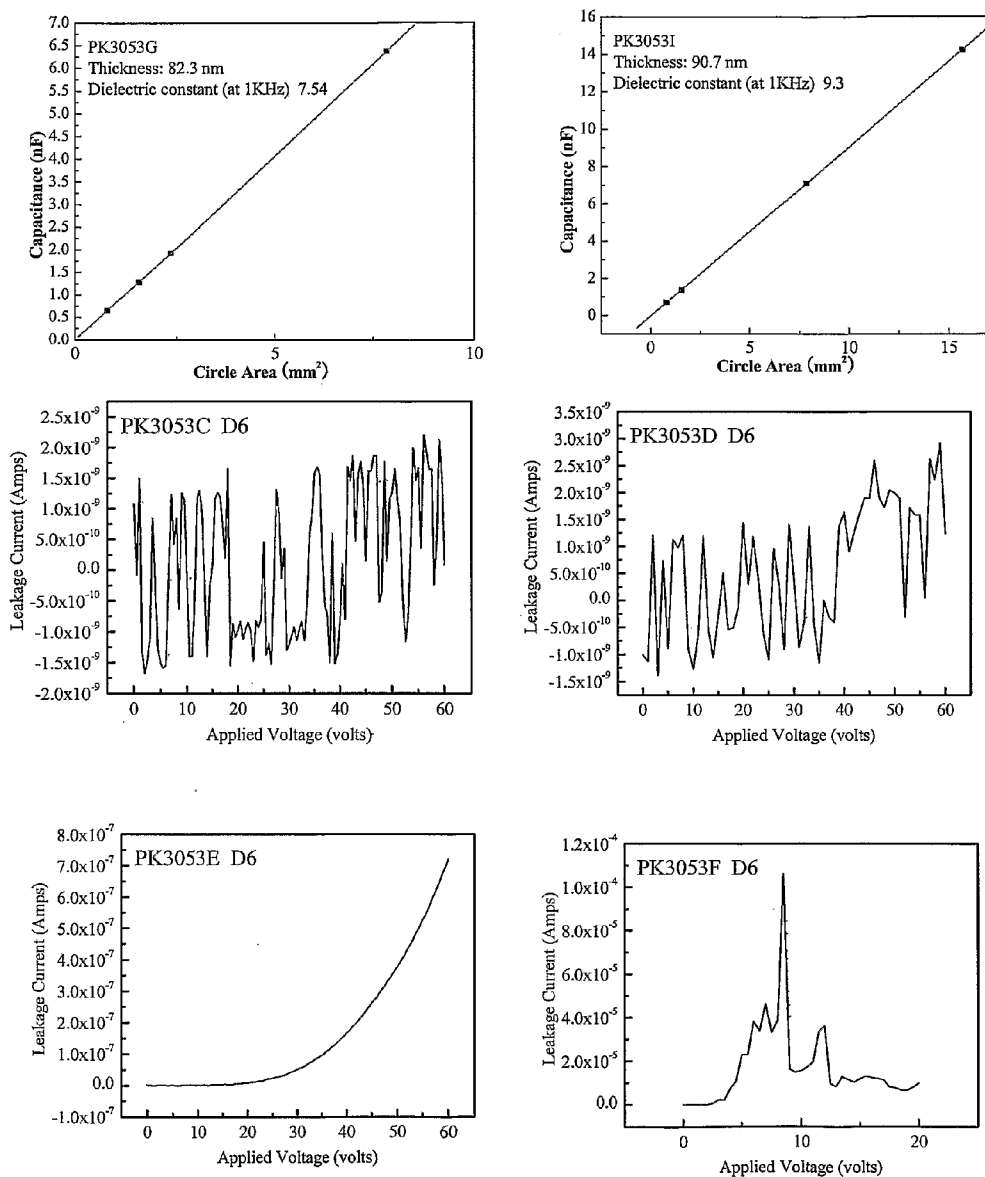 7.0
6.5
6.0
5.5
5.0
4.5
4.0
3.5
3.0
2.5
2.0
1.5
1.0
0.5
0.0
Capacitance (nF)
PK3053G
Thickness: 82.3 nm
Dielectric constant (at 1KHz) 7.54
0 5 10
Circle Area (mm²)
16
14
12
10
8
6
4
2
0
Capacitance (nF)
PK3053I
Thickness: 90.7 nm
Dielectric constant (at 1KHz) 9.3
0 5 10 15
Circle Area (mm²)
2.5x10⁻⁹
2.0x10⁻⁹
1.5x10⁻⁹
1.0x10⁻⁹
5.0x10⁻¹⁰
0.0
-5.0x10⁻¹⁰
-1.0x10⁻⁹
-1.5x10⁻⁹
-2.0x10⁻⁹
Leakage Current (Amps)
PK3053C D6
0 10 20 30 40 50 60
Applied Voltage (volts)
3.5x10⁻⁹
3.0x10⁻⁹
2.5x10⁻⁹
2.0x10⁻⁹
1.5x10⁻⁹
1.0x10⁻⁹
5.0x10⁻¹⁰
0.0
-5.0x10⁻¹⁰
-1.0x10⁻⁹
-1.5x10⁻⁹
Leakage Current (Amps)
PK3053D D6
0 10 20 30 40 50 60
Applied Voltage (volts)
8.0x10⁻⁷
7.0x10⁻⁷
6.0x10⁻⁷
5.0x10⁻⁷
4.0x10⁻⁷
3.0x10⁻⁷
2.0x10⁻⁷
1.0x10⁻⁷
0.0
-1.0x10⁻⁷
Leakage Current (Amps)
PK3053E D6
0 10 20 30 40 50 60
Applied Voltage (volts)
1.2x10⁻⁴
1.0x10⁻⁴
8.0x10⁻⁵
6.0x10⁻⁵
4.0x10⁻⁵
2.0x10⁻⁵
0.0
Leakage Current (Amps)
PK3053F D6
0 10 20
Applied Voltage (volts)